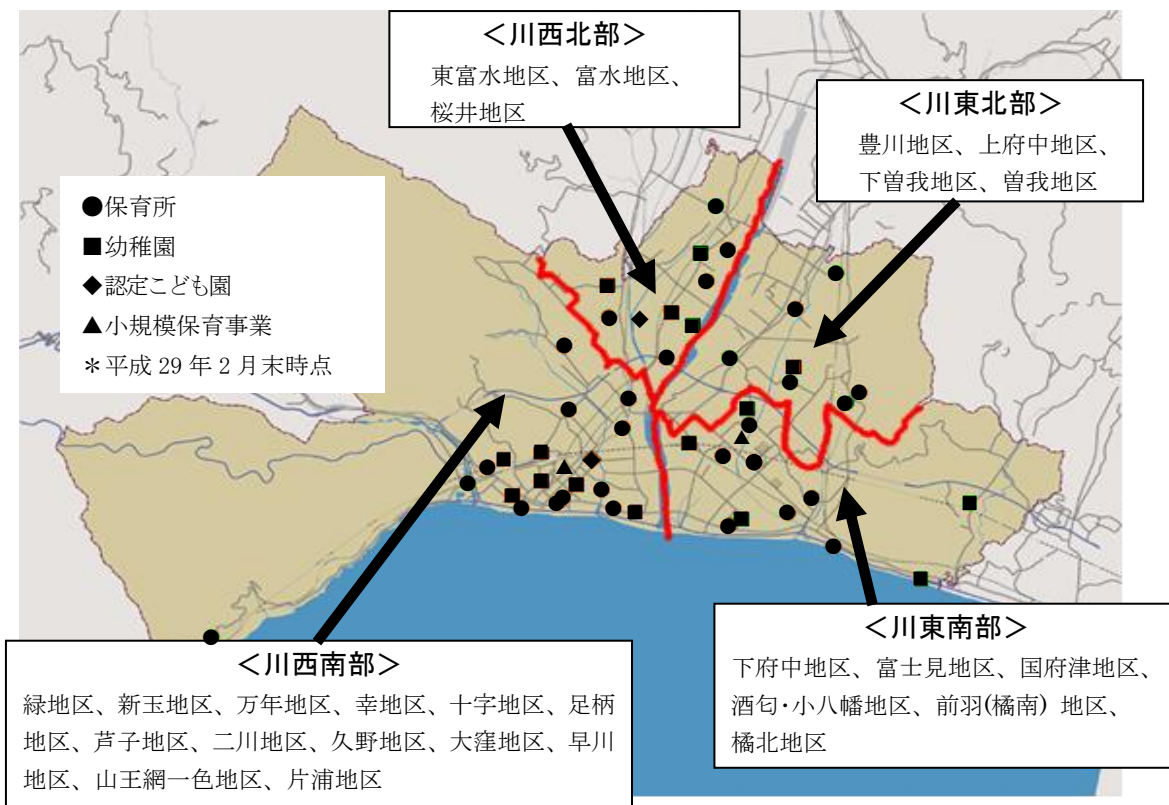 ＜川西北部＞
東富水地区、富水地区、
桜井地区
＜川東北部＞
豊川地区、上府中地区、
下曽我地区、曽我地区
●保育所
■幼稚園
◆認定こども園
▲小規模保育事業
＊平成 29 年 2 月末時点
＜川西南部＞
緑地区、新玉地区、万年地区、幸地区、十字地区、足柄
地区、芦子地区、二川地区、久野地区、大窪地区、早川
地区、山王網一色地区、片浦地区
＜川東南部＞
下府中地区、富士見地区、国府津地区、
酒匂・小八幡地区、前羽(橘南) 地区、
橘北地区